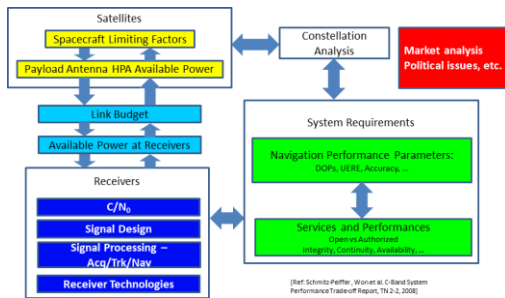 Satellites
Spacecraft Limiting Factors
Payload Antenna HPA Available Power
Constellation
Analysis
Market analysis
Political issues, etc.
Link Budget
Available Power at Receivers
System Requirements
Navigation Performance Parameters:
DOPs, UERE, Accuracy, ...
Receivers
C/N0
Signal Design
Signal Processing –
Acq/Trk/Nav
Receiver Technologies
Services and Performances
Open vs Authorized
Integrity, Continuity, Availability, ...
[Ref: Schmitz-Peiffer, Won et al. C-Band System
Performance Trade-off Report, TN 2-2, 2008]